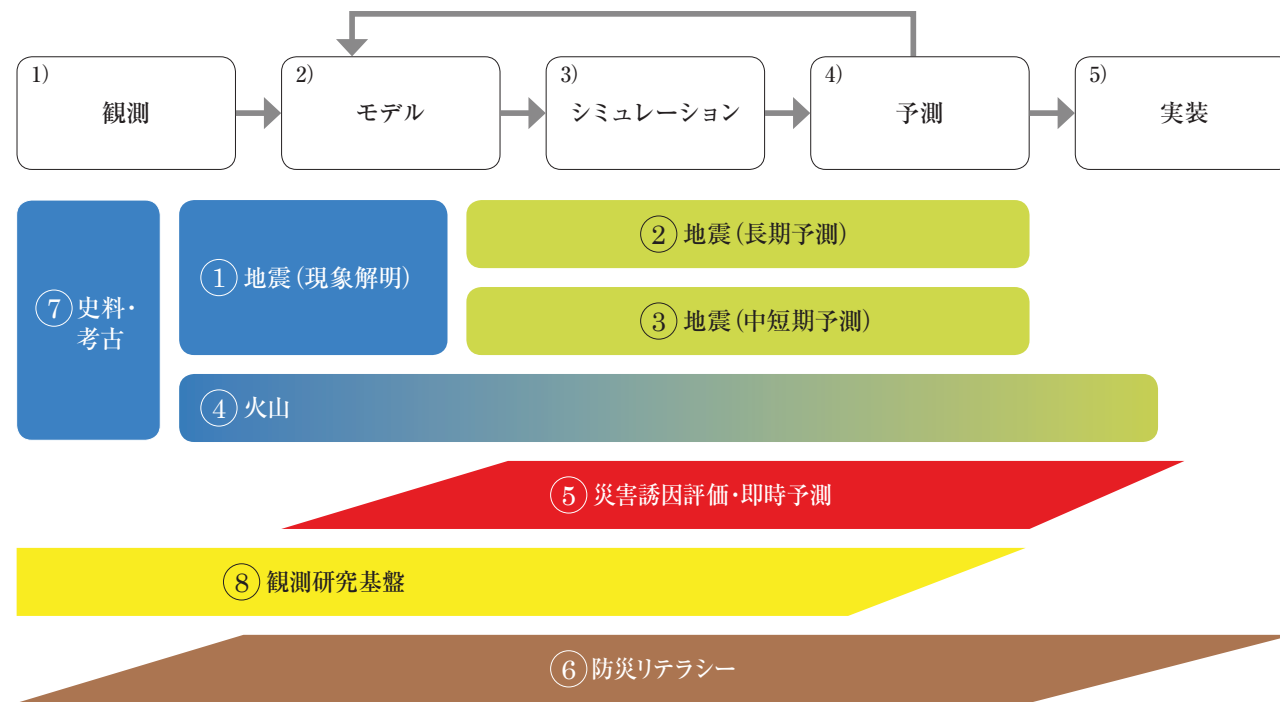 1)
観測
2)
モデル
3)
シミュレーション
4)
予測
5)
実装
⑦史料・
考古
①地震(現象解明)
②地震(長期予測)
③地震(中短期予測)
④火山
⑤災害誘因評価・即時予測
⑧観測研究基盤
⑥防災リテラシー